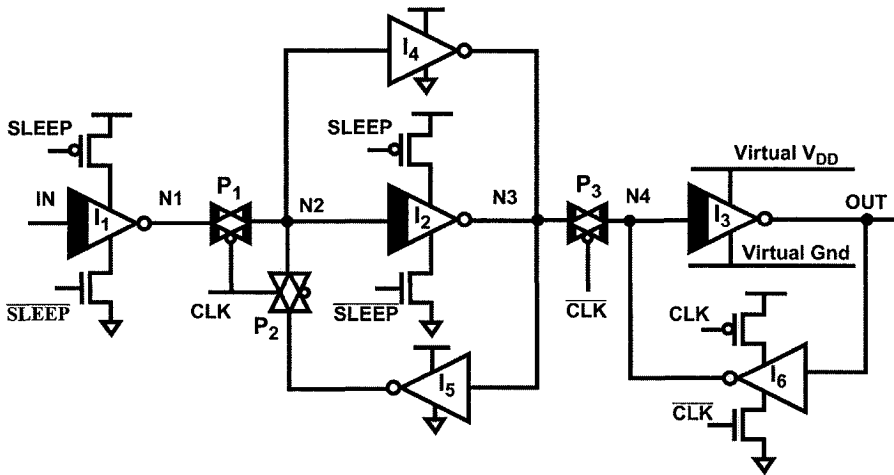 I4
SLEEP
SLEEP
Virtual VDD
P1
P3
IN
N1
N2
N3
N4
OUT
I1
I2
I3
Virtual Gnd
SLEEP
CLK
P2
SLEEP
CLK
CLK
I5
I6
CLK